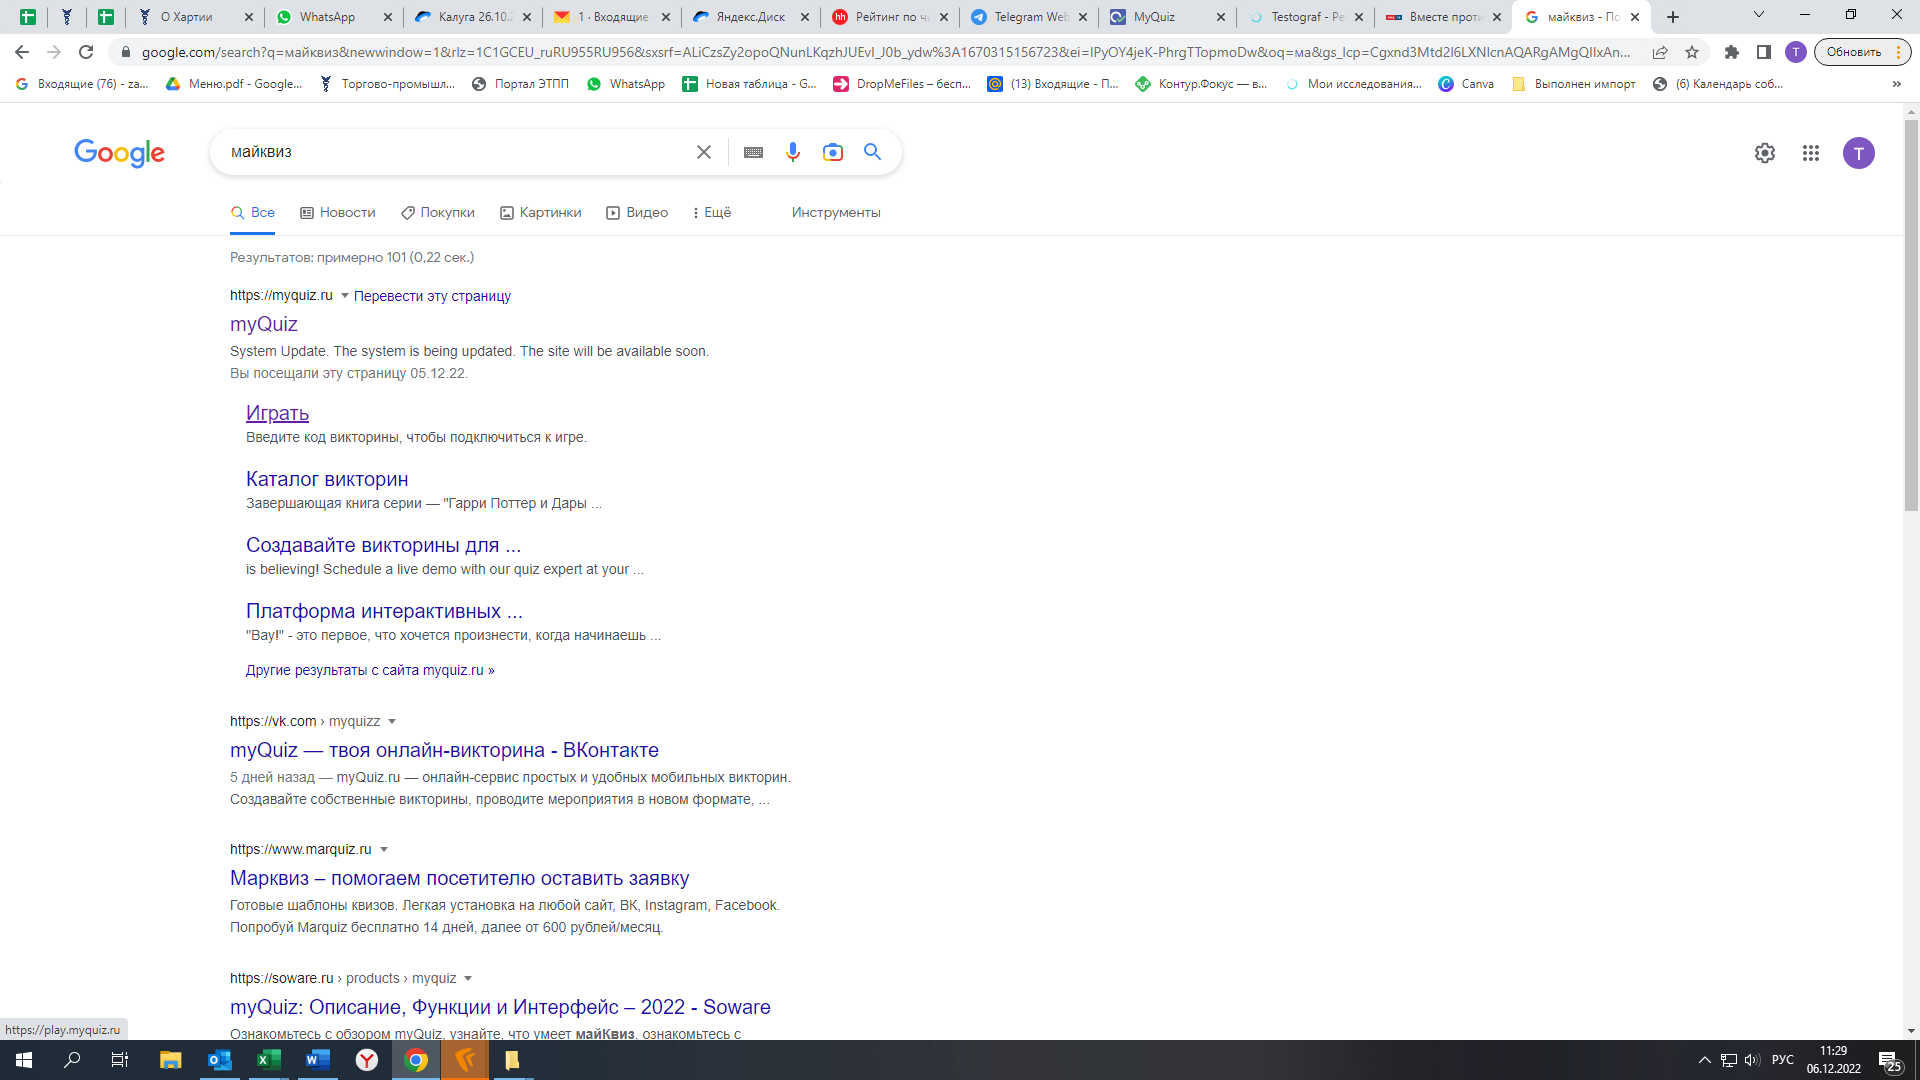 О Хартии
WhatsApp
Калуга 26.10.2
1 · Входящие
Яндекс.Диск
Рейтинг по чи
Telegram Web
MyQuiz
Testograf - Ре
Вместе проти
майквиз - По
google.com/search?q=майквиз&newwindow=1&rlz=1C1GCEU_ruRU955RU956&sxsrf=
Обновить
Входящие (76) - za...
Меню.pdf - Google...
Торгово-промышл...
Портал ЭТПП
WhatsApp
Новая таблица - G...
DropMeFiles – бесп...
(13) Входящие - П...
Контур.Фокус — в...
Мои исследования...
Canva
Выполнен импорт
(6) Календарь соб...
Google
майквиз
T
Все
Новости
Покупки
Картинки
Видео
Ещё
Инструменты
Результатов: примерно 101 (0,22 сек.)
https://myquiz.ru Перевести эту страницу
myQuiz
System Update. The system is being updated. The site will be available soon.
Вы посещали эту страницу 05.12.22.
Играть
Введите код викторины, чтобы подключиться к игре.
Каталог викторин
Завершающая книга серии — "Гарри Поттер и Дары ...
Создавайте викторины для ...
is believing! Schedule a live demo with our quiz expert at your ...
Платформа интерактивных ...
"Вау!" - это первое, что хочется произнести, когда начинаешь ...
Другие результаты с сайта myquiz.ru »
https://vk.com › myquizz
myQuiz — твоя онлайн-викторина - ВКонтакте
5 дней назад — myQuiz.ru — онлайн-сервис простых и удобных мобильных викторин.
Создавайте собственные викторины, проводите мероприятия в новом формате, ...
https://www.marquiz.ru
Марквиз – помогаем посетителю оставить заявку
Готовые шаблоны квизов. Легкая установка на любой сайт, ВК, Instagram, Facebook.
Попробуй Marquiz бесплатно 14 дней, далее от 600 рублей/месяц.
https://soware.ru › products › myquiz
myQuiz: Описание, Функции и Интерфейс – 2022 - Soware
Ознакомьтесь с обзором myQuiz, узнайте, что умеет майКвиз, ознакомьтесь с
https://play.myquiz.ru
РУС
11:29
06.12.2022
25